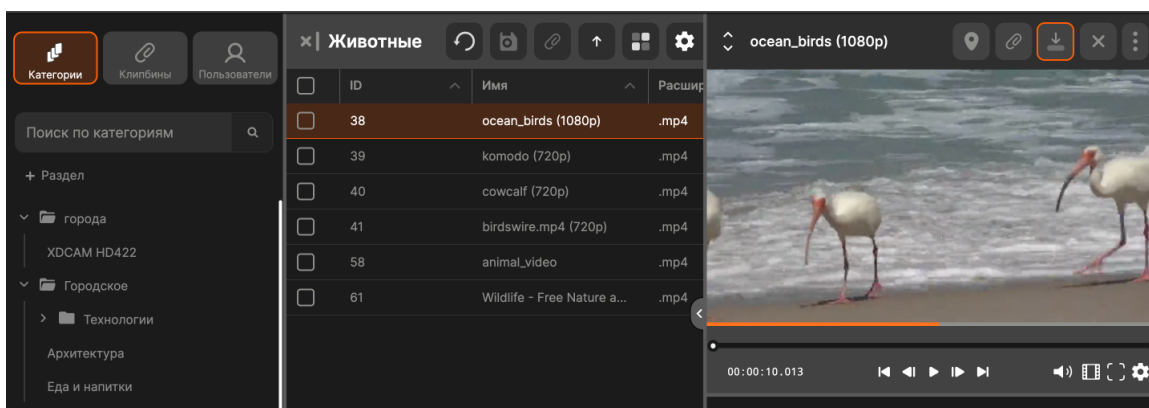 Категории
Клипбины
Пользователи
Поиск по категориям
+ Раздел
города
XDCAM HD422
Городское
Технологии
Архитектура
Еда и напитки
Животные
ID
Имя
Расшир
38
ocean_birds (1080p)
.mp4
39
komodo (720p)
.mp4
40
cowcalf (720p)
.mp4
41
birdswire.mp4 (720p)
.mp4
58
animal_video
.mp4
61
Wildlife - Free Nature a...
.mp4
ocean_birds (1080p)
00:00:10.013